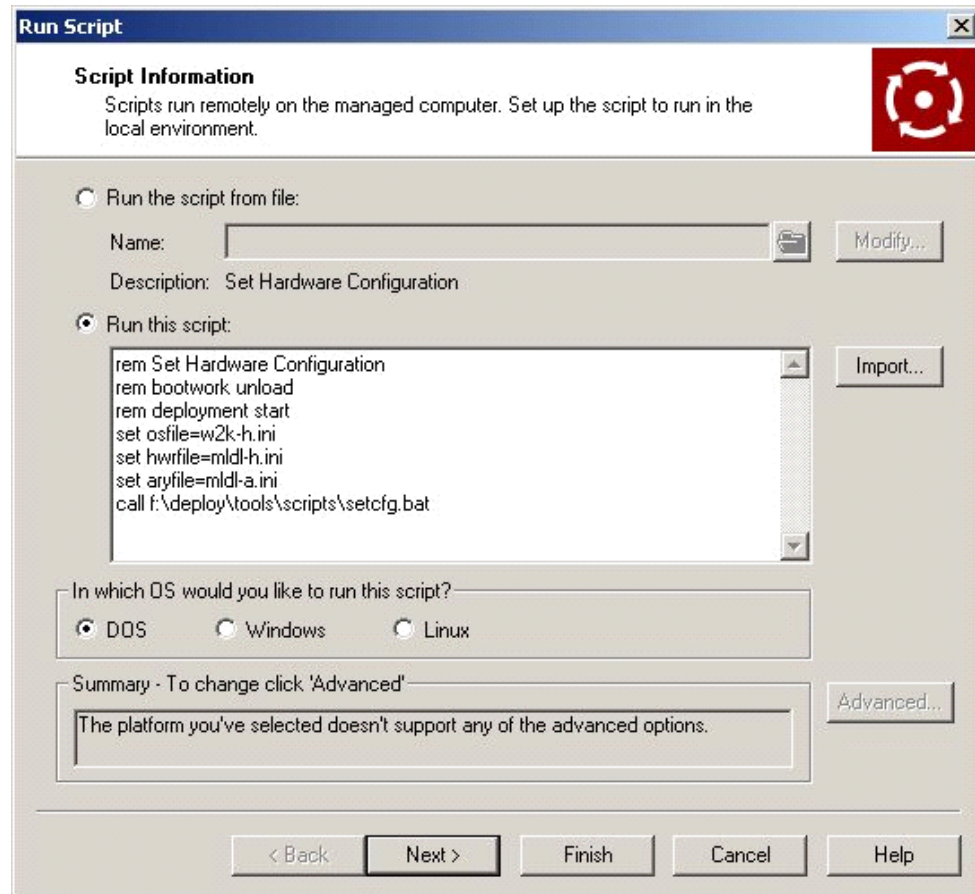 Run Script
Script Information
Scripts run remotely on the managed computer. Set up the script to run in the
local environment.
Run the script from file:
Name:
Modify...
Description: Set Hardware Configuration
Run this script:
rem Set Hardware Configuration
rem bootwork unload
rem deployment start
set osfile=w2k-h.ini
set hwrfile=mldl-h.ini
set aryfile=mldl-a.ini
call f:\deploy\tools\scripts\setcfg.bat
Import...
In which OS would you like to run this script?
DOS Windows Linux
Summary - To change click 'Advanced'
The platform you've selected doesn't support any of the advanced options.
Advanced...
< Back Next > Finish Cancel Help